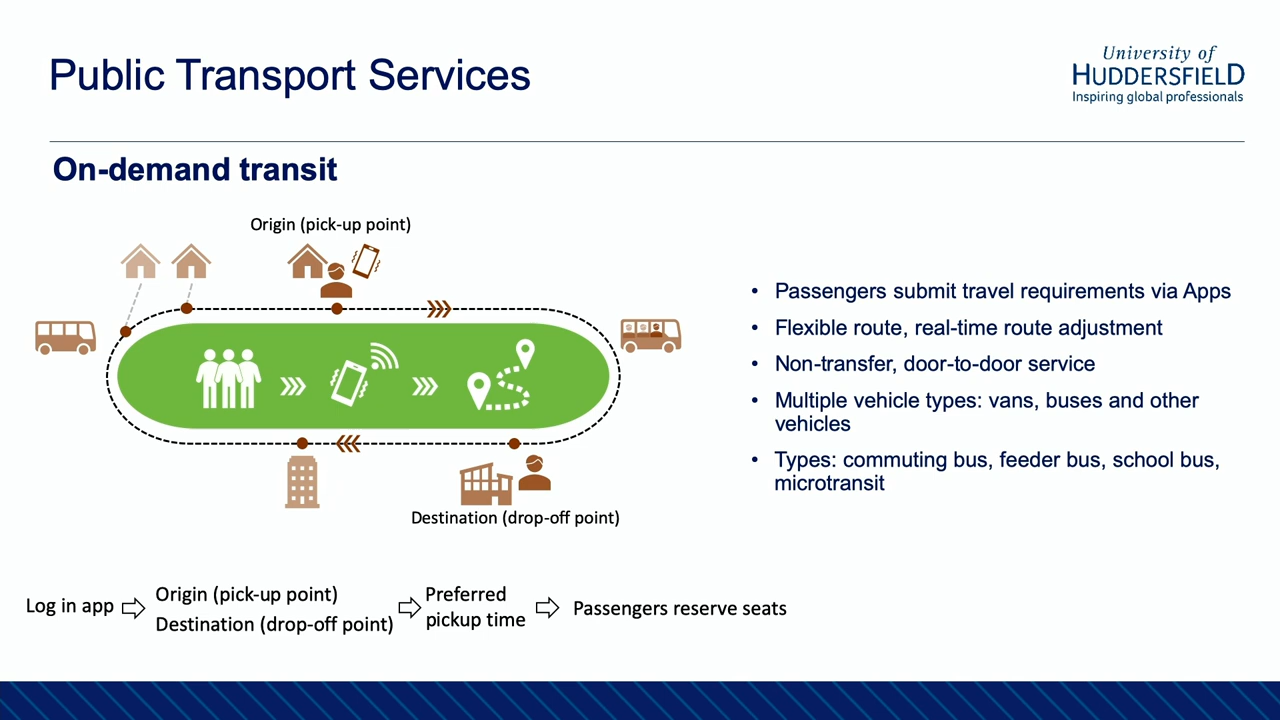 Public Transport Services
University of
HUDDERSFIELD
Inspiring global professionals
On-demand transit
Origin (pick-up point)
Destination (drop-off point)
• Passengers submit travel requirements via Apps
• Flexible route, real-time route adjustment
• Non-transfer, door-to-door service
• Multiple vehicle types: vans, buses and other
vehicles
• Types: commuting bus, feeder bus, school bus,
microtransit
Log in app
Origin (pick-up point)
Destination (drop-off point)
Preferred
pickup time
Passengers reserve seats